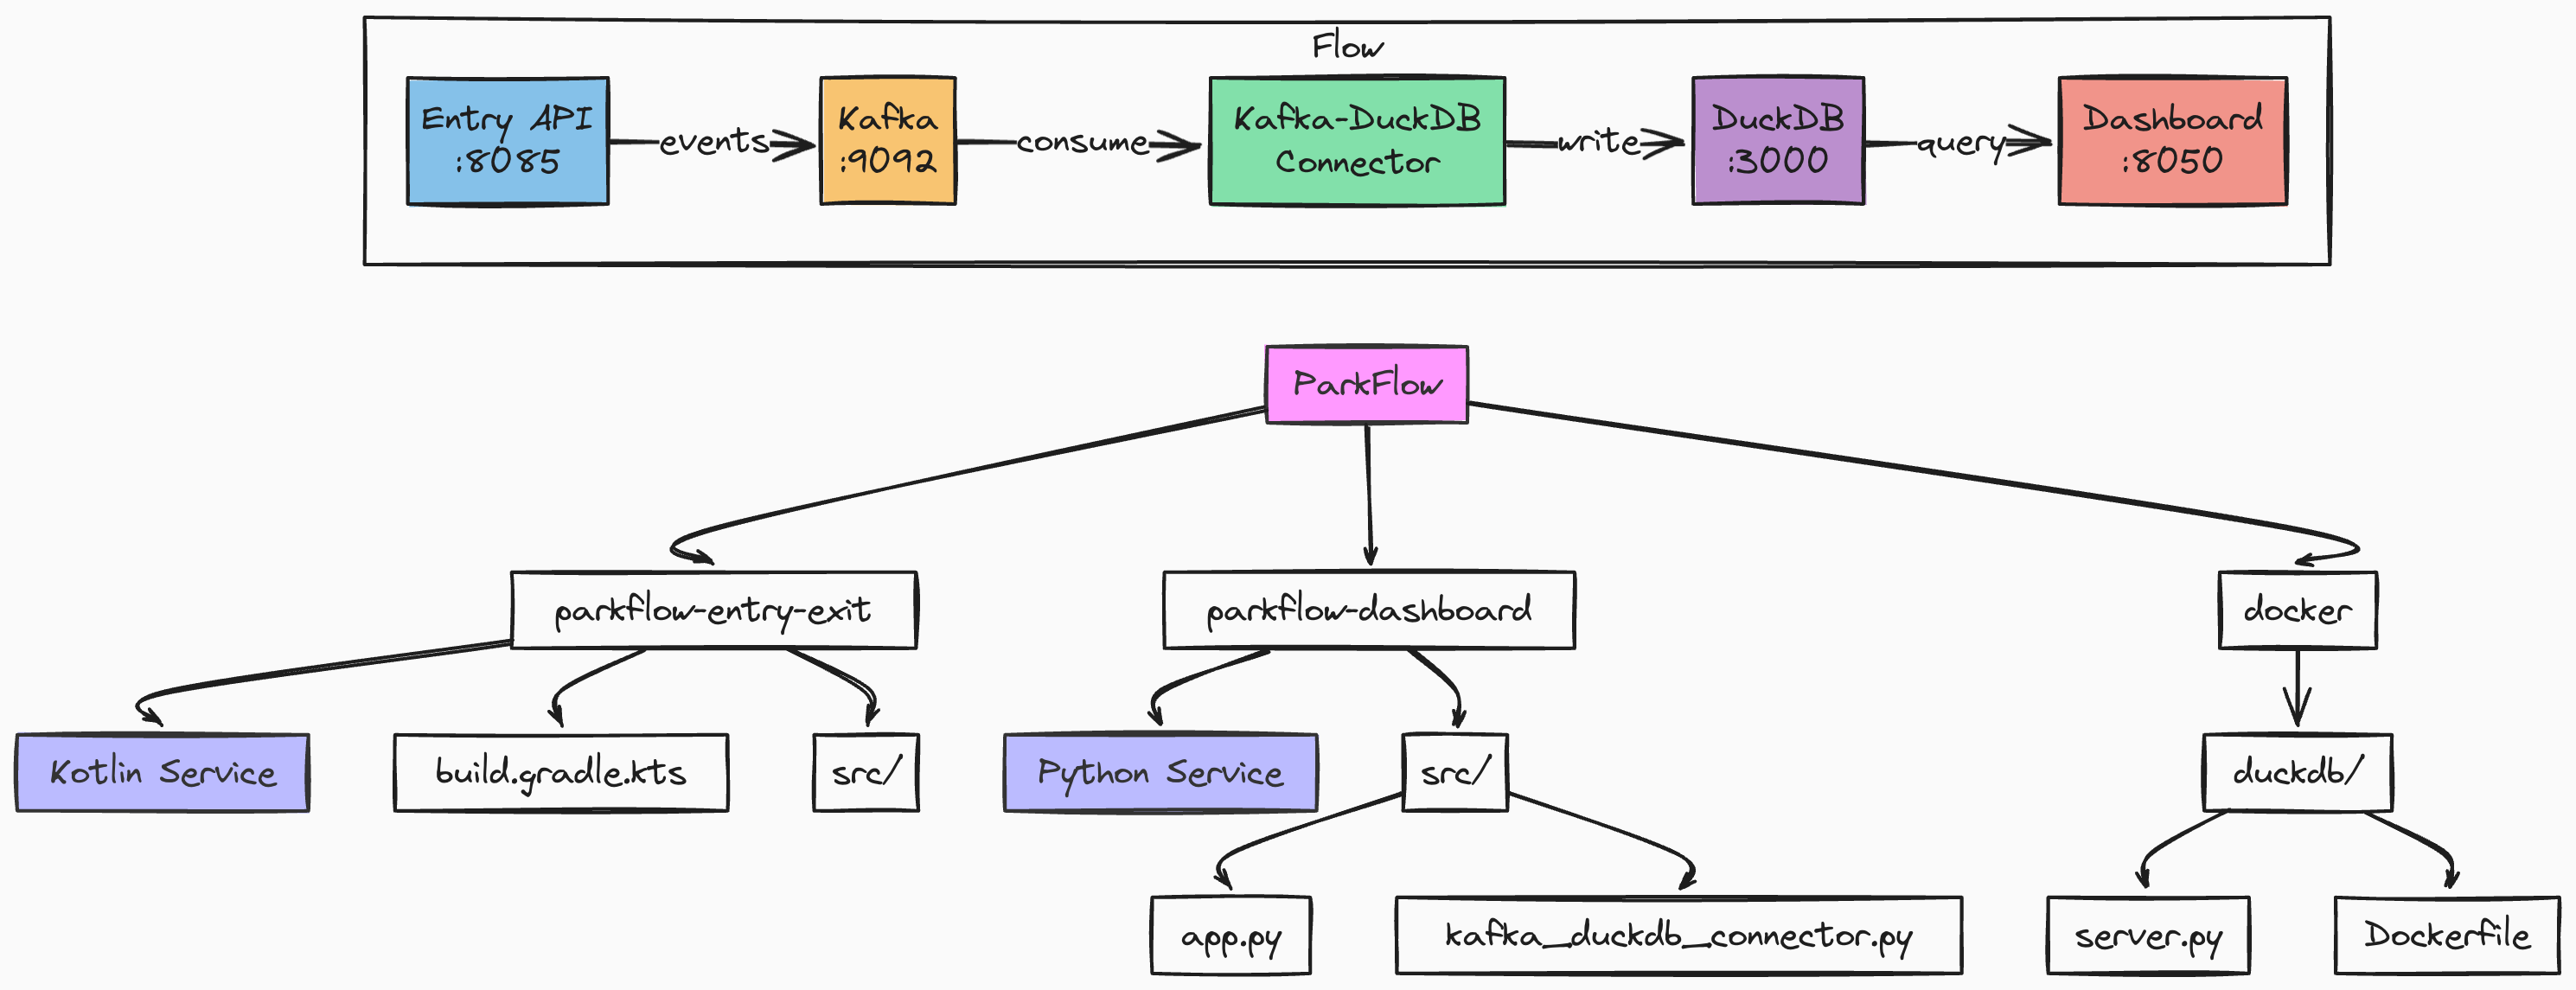 Flow
Entry API
:8085
events
Kafka
:9092
consume
Kafka-DuckDB
Connector
write
DuckDB
:3000
query
Dashboard
:8050
ParkFlow
parkflow-entry-exit
parkflow-dashboard
docker
Kotlin Service
build.gradle.kts
src/
Python Service
src/
duckdb/
app.py
kafka_duckdb_connector.py
server.py
Dockerfile